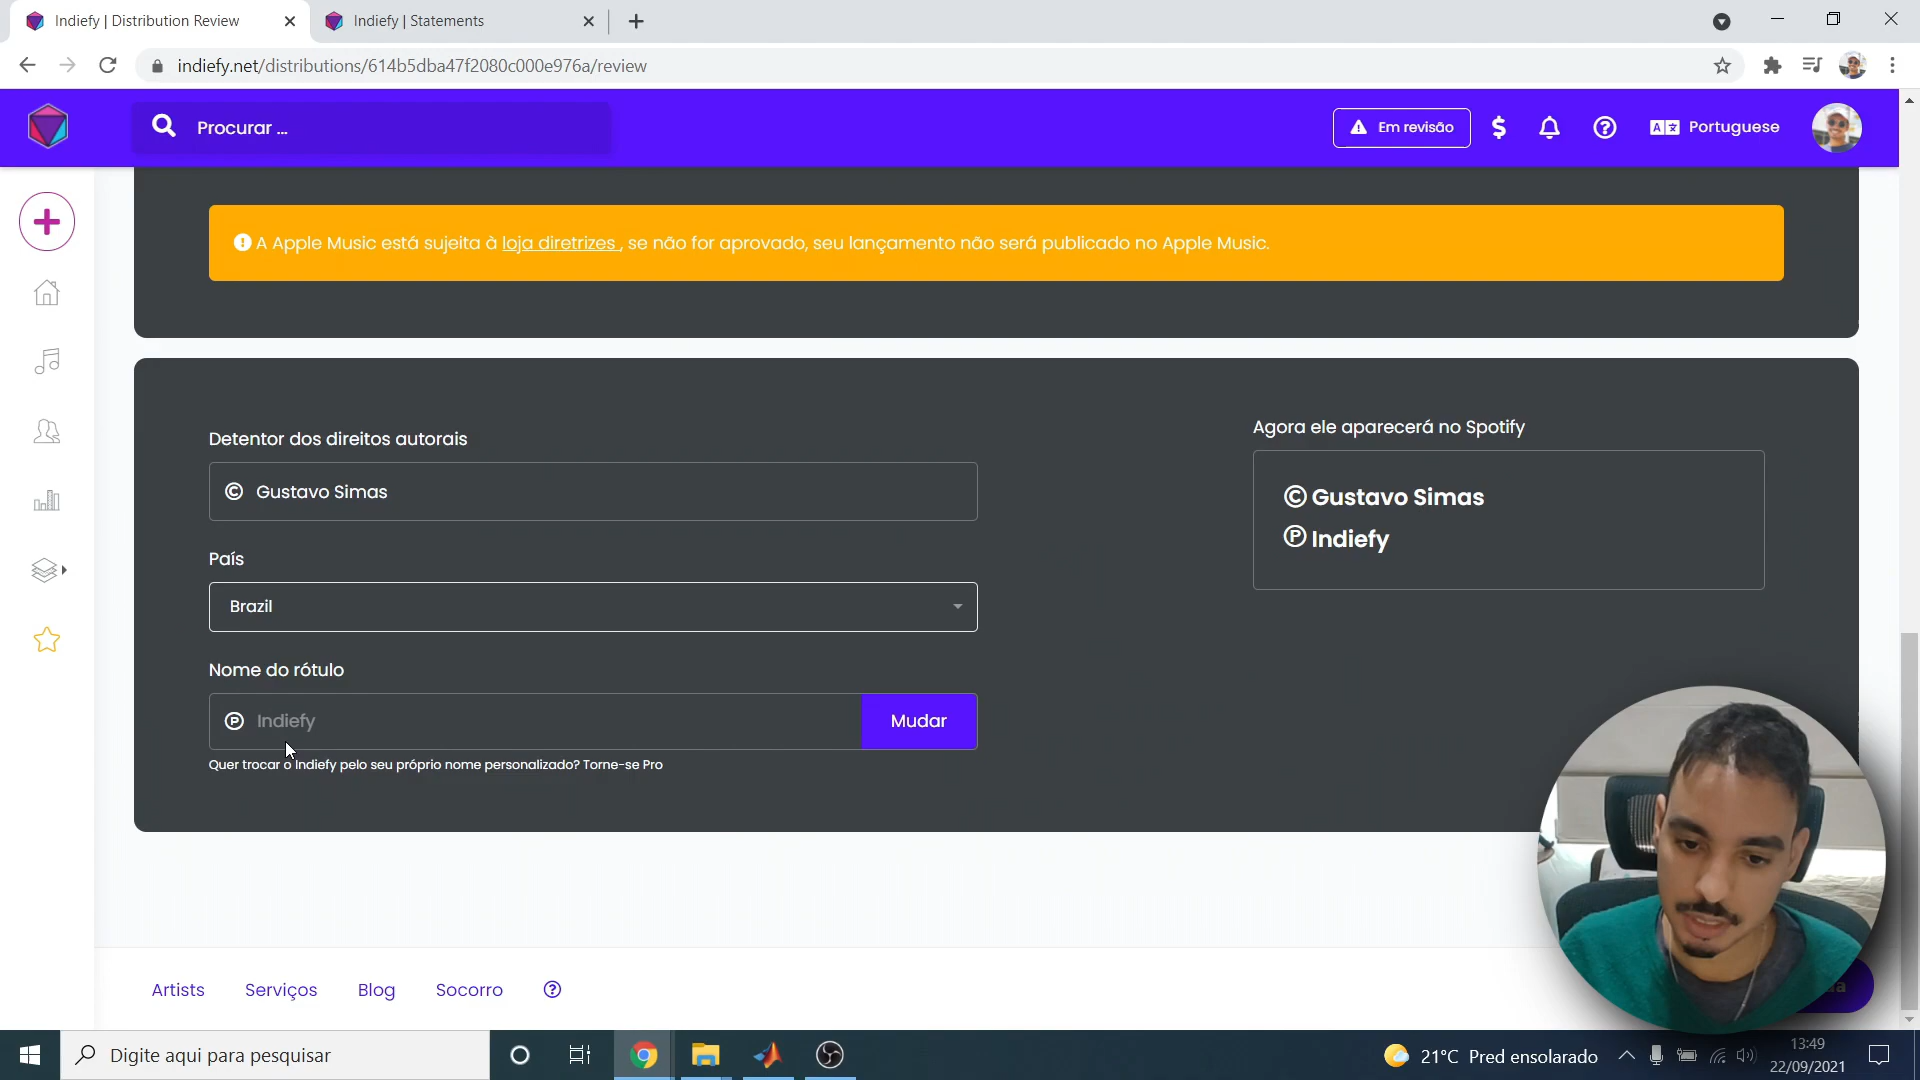 Indiefy | Distribution Review
Indiefy | Statements
indiefy.net/distributions/614b5dba47f2080c000e976a/review
Procurar ...
Em revisão
Portuguese
A Apple Music está sujeita à loja diretrizes , se não for aprovado, seu lançamento não será publicado no Apple Music.
Detentor dos direitos autorais
© Gustavo Simas
País
Brazil
Nome do rótulo
℗ Indiefy
Mudar
Quer trocar o Indiefy pelo seu próprio nome personalizado? Torne-se Pro
Agora ele aparecerá no Spotify
© Gustavo Simas
℗ Indiefy
Artists
Serviços
Blog
Socorro
Digite aqui para pesquisar
21°C Pred ensolarado
13:49
22/09/2021